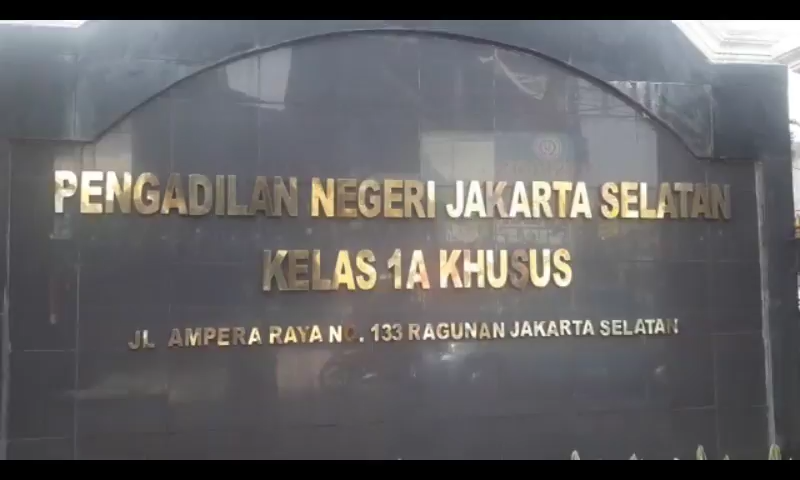 PENGADILAN NEGERI JAKARTA SELATAN
KELAS 1A KHUSUS
JL AMPERA RAYA NO. 133 RAGUNAN JAKARTA SELATAN